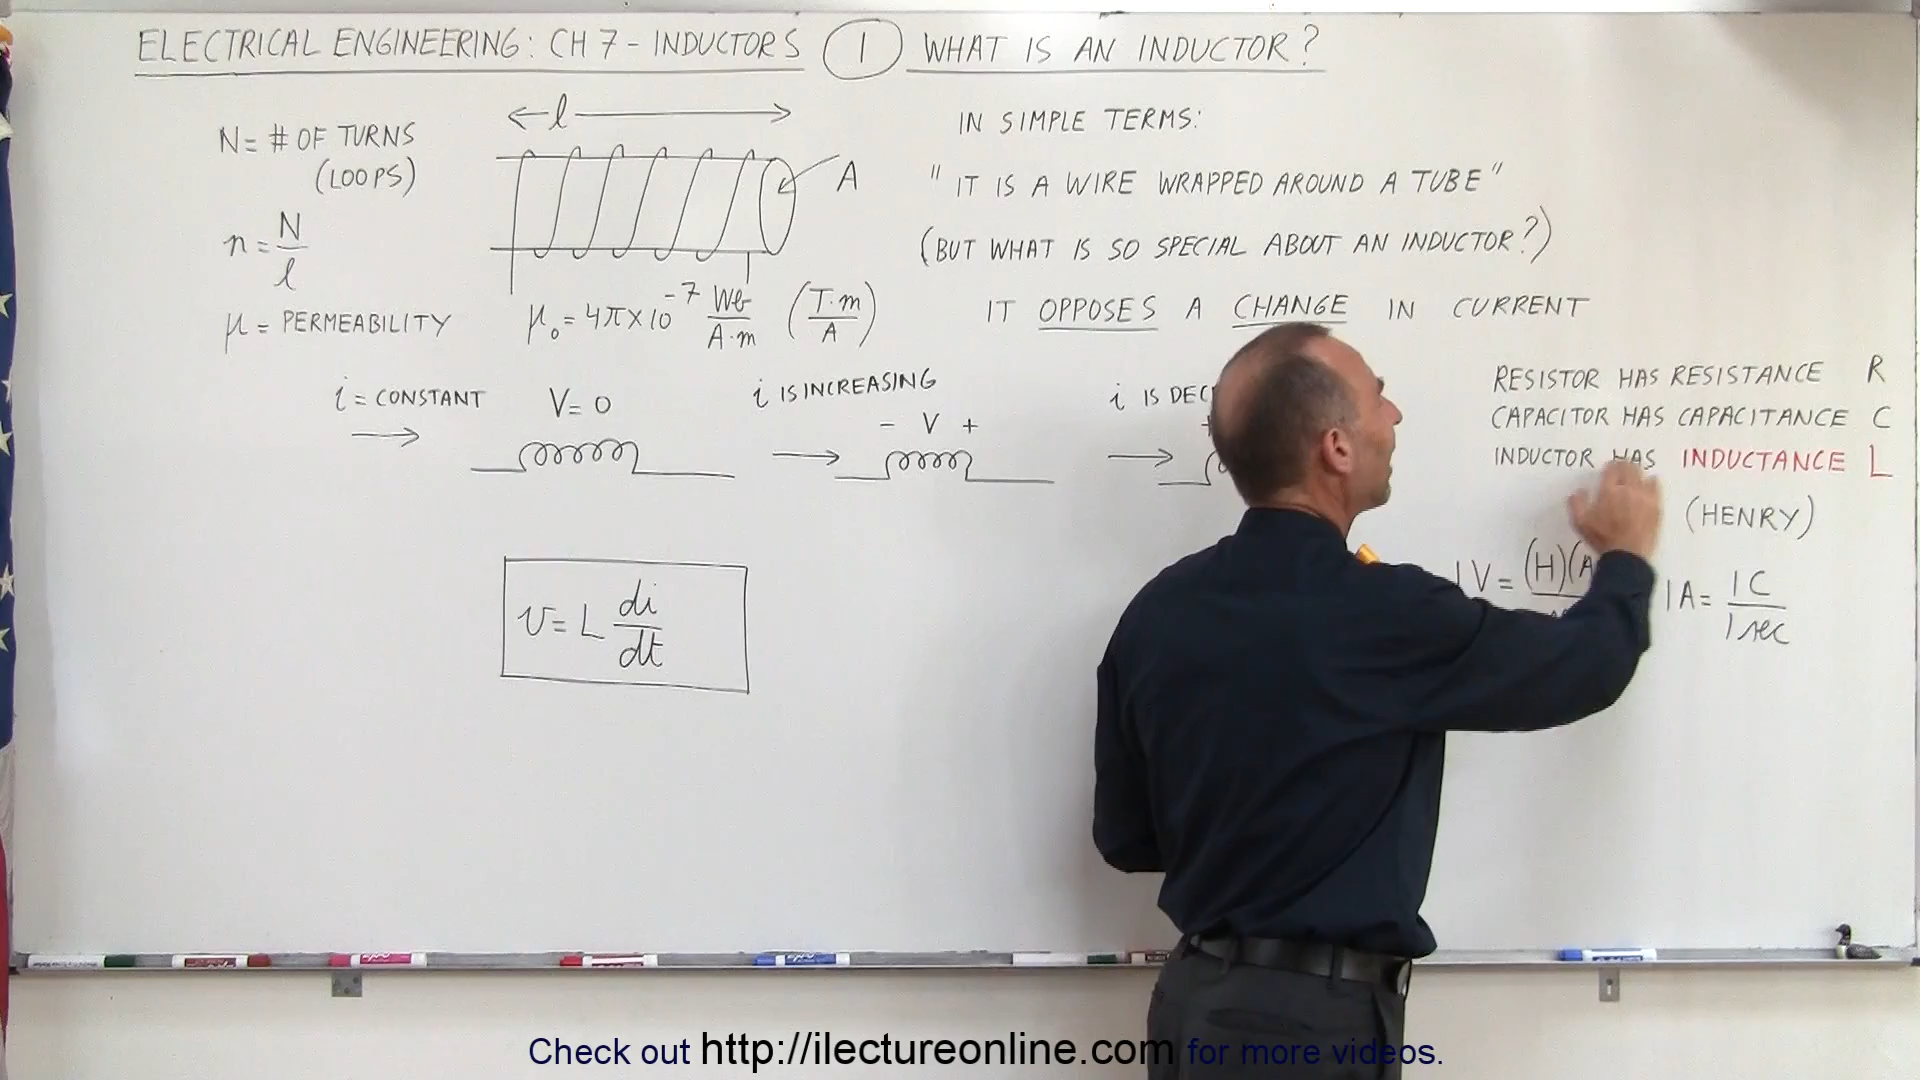 ELECTRICAL ENGINEERING: CH 7 - INDUCTORS 1 WHAT IS AN INDUCTOR?
N = # OF TURNS
(LOOPS)
n = N/l
μ = PERMEABILITY
l
A
μ₀ = 4π×10⁻⁷ Wb/A·m (T·m/A)
IN SIMPLE TERMS:
"IT IS A WIRE WRAPPED AROUND A TUBE"
(BUT WHAT IS SO SPECIAL ABOUT AN INDUCTOR?)
IT OPPOSES A CHANGE IN CURRENT
i = CONSTANT V = 0
i IS INCREASING
- V +
i IS
RESISTOR HAS RESISTANCE R
CAPACITOR HAS CAPACITANCE C
INDUCTOR HAS INDUCTANCE L
(HENRY)
v = L di/dt
1V = (H)(A
1A = 1C/1sec
Check out http://ilectureonline.com for more videos.